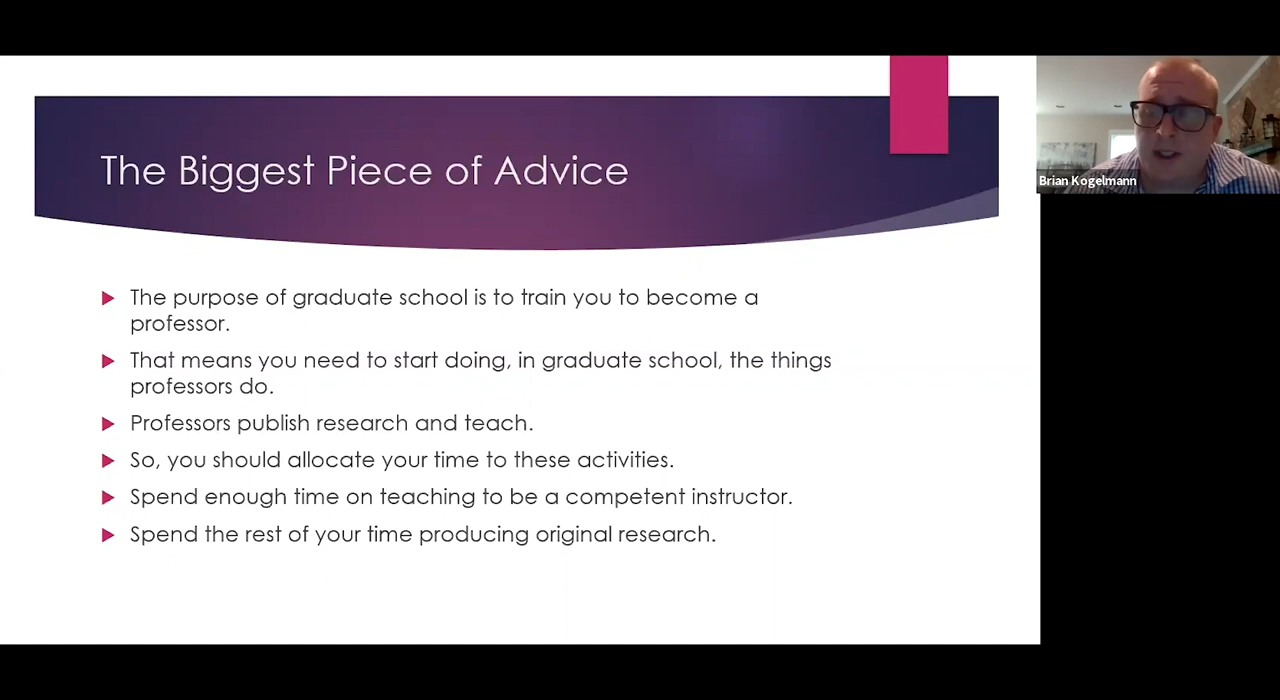 The Biggest Piece of Advice
Brian Kogelmann
The purpose of graduate school is to train you to become a
professor.
That means you need to start doing, in graduate school, the things
professors do.
Professors publish research and teach.
So, you should allocate your time to these activities.
Spend enough time on teaching to be a competent instructor.
Spend the rest of your time producing original research.